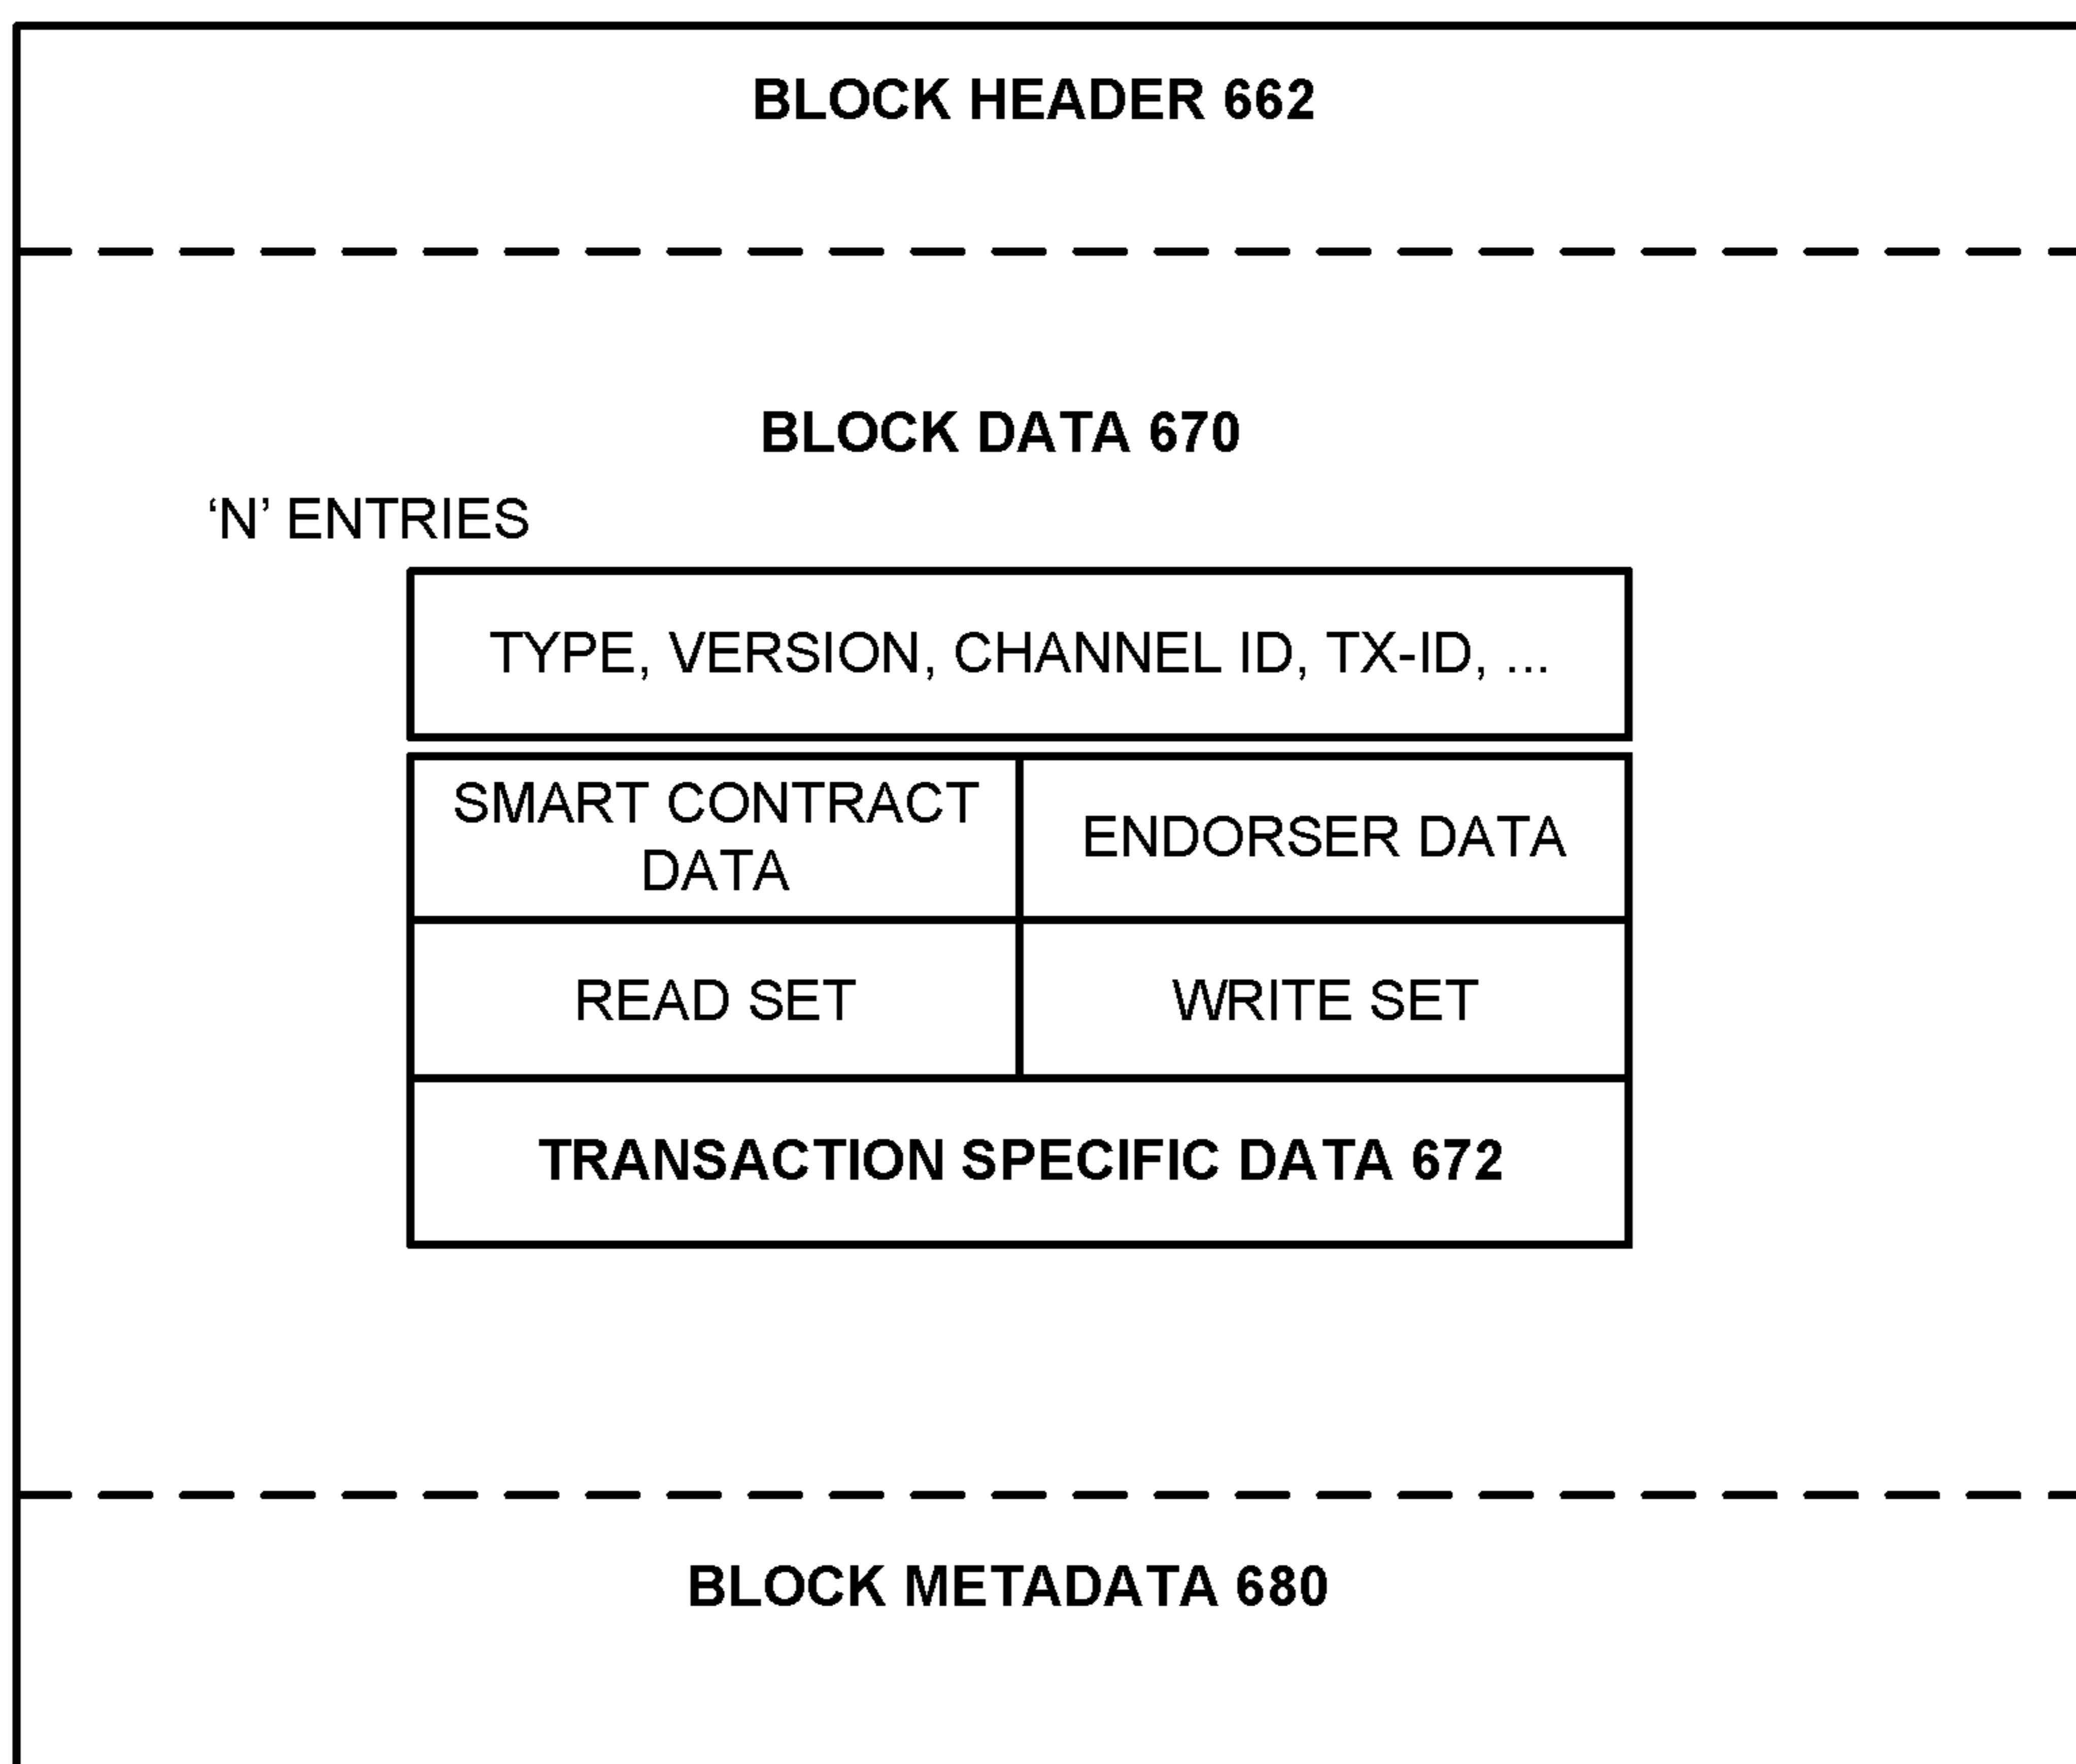 BLOCK HEADER 662
BLOCK DATA 670
‘N’ ENTRIES
TYPE, VERSION, CHANNEL ID, TX-ID, ...
SMART CONTRACT
DATA
ENDORSER DATA
READ SET
WRITE SET
TRANSACTION SPECIFIC DATA 672
BLOCK METADATA 680